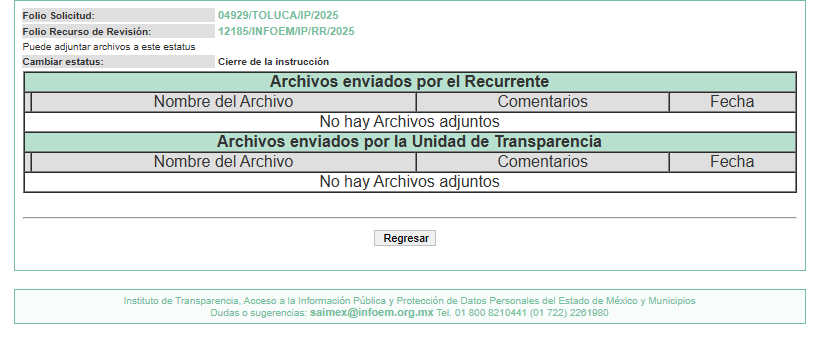 Folio Solicitud: 04929/TOLUCA/IP/2025
Folio Recurso de Revisión: 12185/INFOEM/IP/RR/2025
Puede adjuntar archivos a este estatus
Cambiar estatus: Cierre de la instrucción
Archivos enviados por el Recurrente
Nombre del Archivo Comentarios Fecha
No hay Archivos adjuntos
Archivos enviados por la Unidad de Transparencia
Nombre del Archivo Comentarios Fecha
No hay Archivos adjuntos
Regresar
Instituto de Transparencia, Acceso a la Información Pública y Protección de Datos Personales del Estado de México y Municipios
Dudas o sugerencias: saimex@infoem.org.mx Tel. 01 800 8210441 (01 722) 2261980